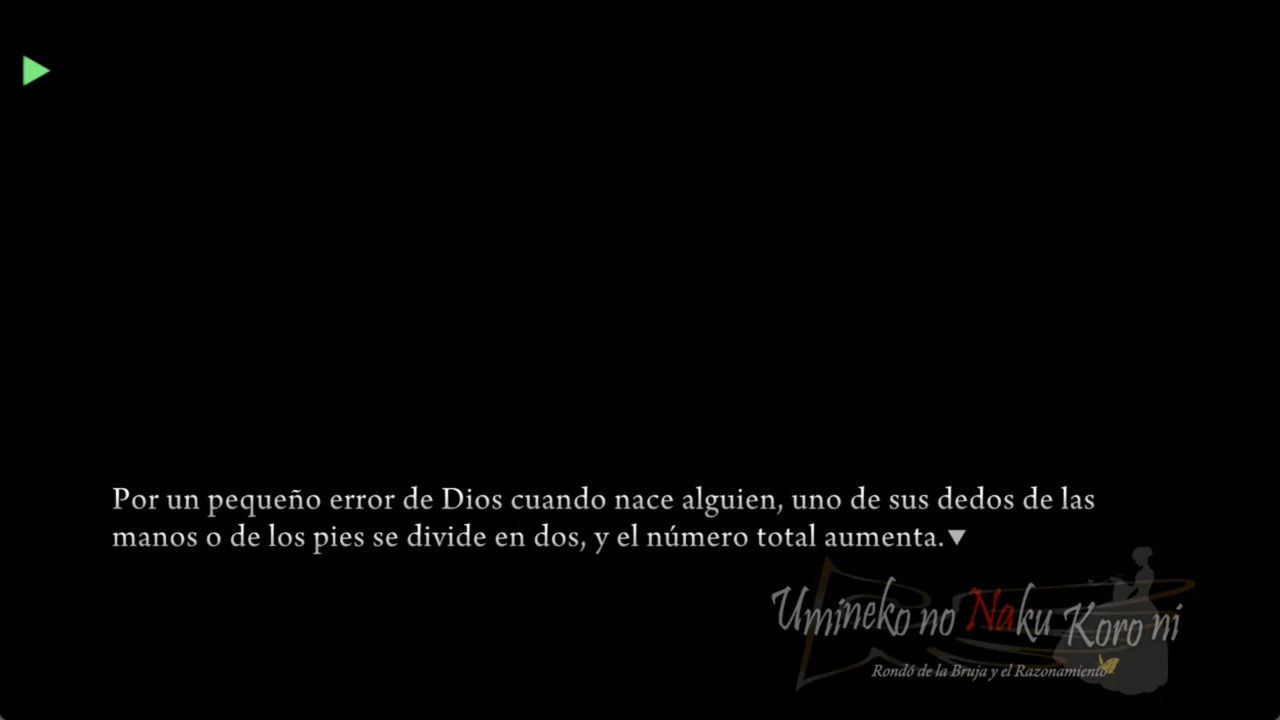 Por un pequeño error de Dios cuando nace alguien, uno de sus dedos de las
manos o de los pies se divide en dos, y el número total aumenta.
Umineko no Naku Koro ni
Rondó de la Bruja y el Razonamiento